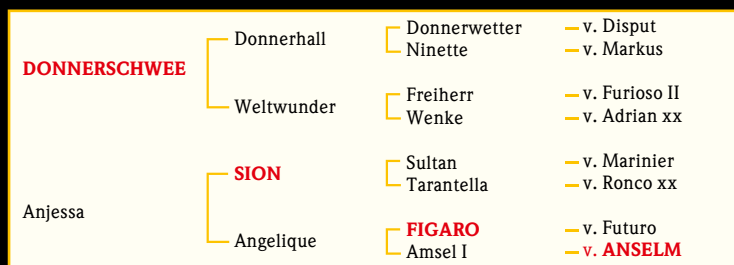 Donnerhall
Donnerwetter
v. Disput
Ninette
v. Markus
DONNERSCHWEE
Weltwunder
Freiherr
v. Furioso II
Wenke
v. Adrian xx
SION
Sultan
v. Marinier
Tarantella
v. Ronco xx
Anjessa
Angelique
FIGARO
v. Futuro
Amsel I
v. ANSELM